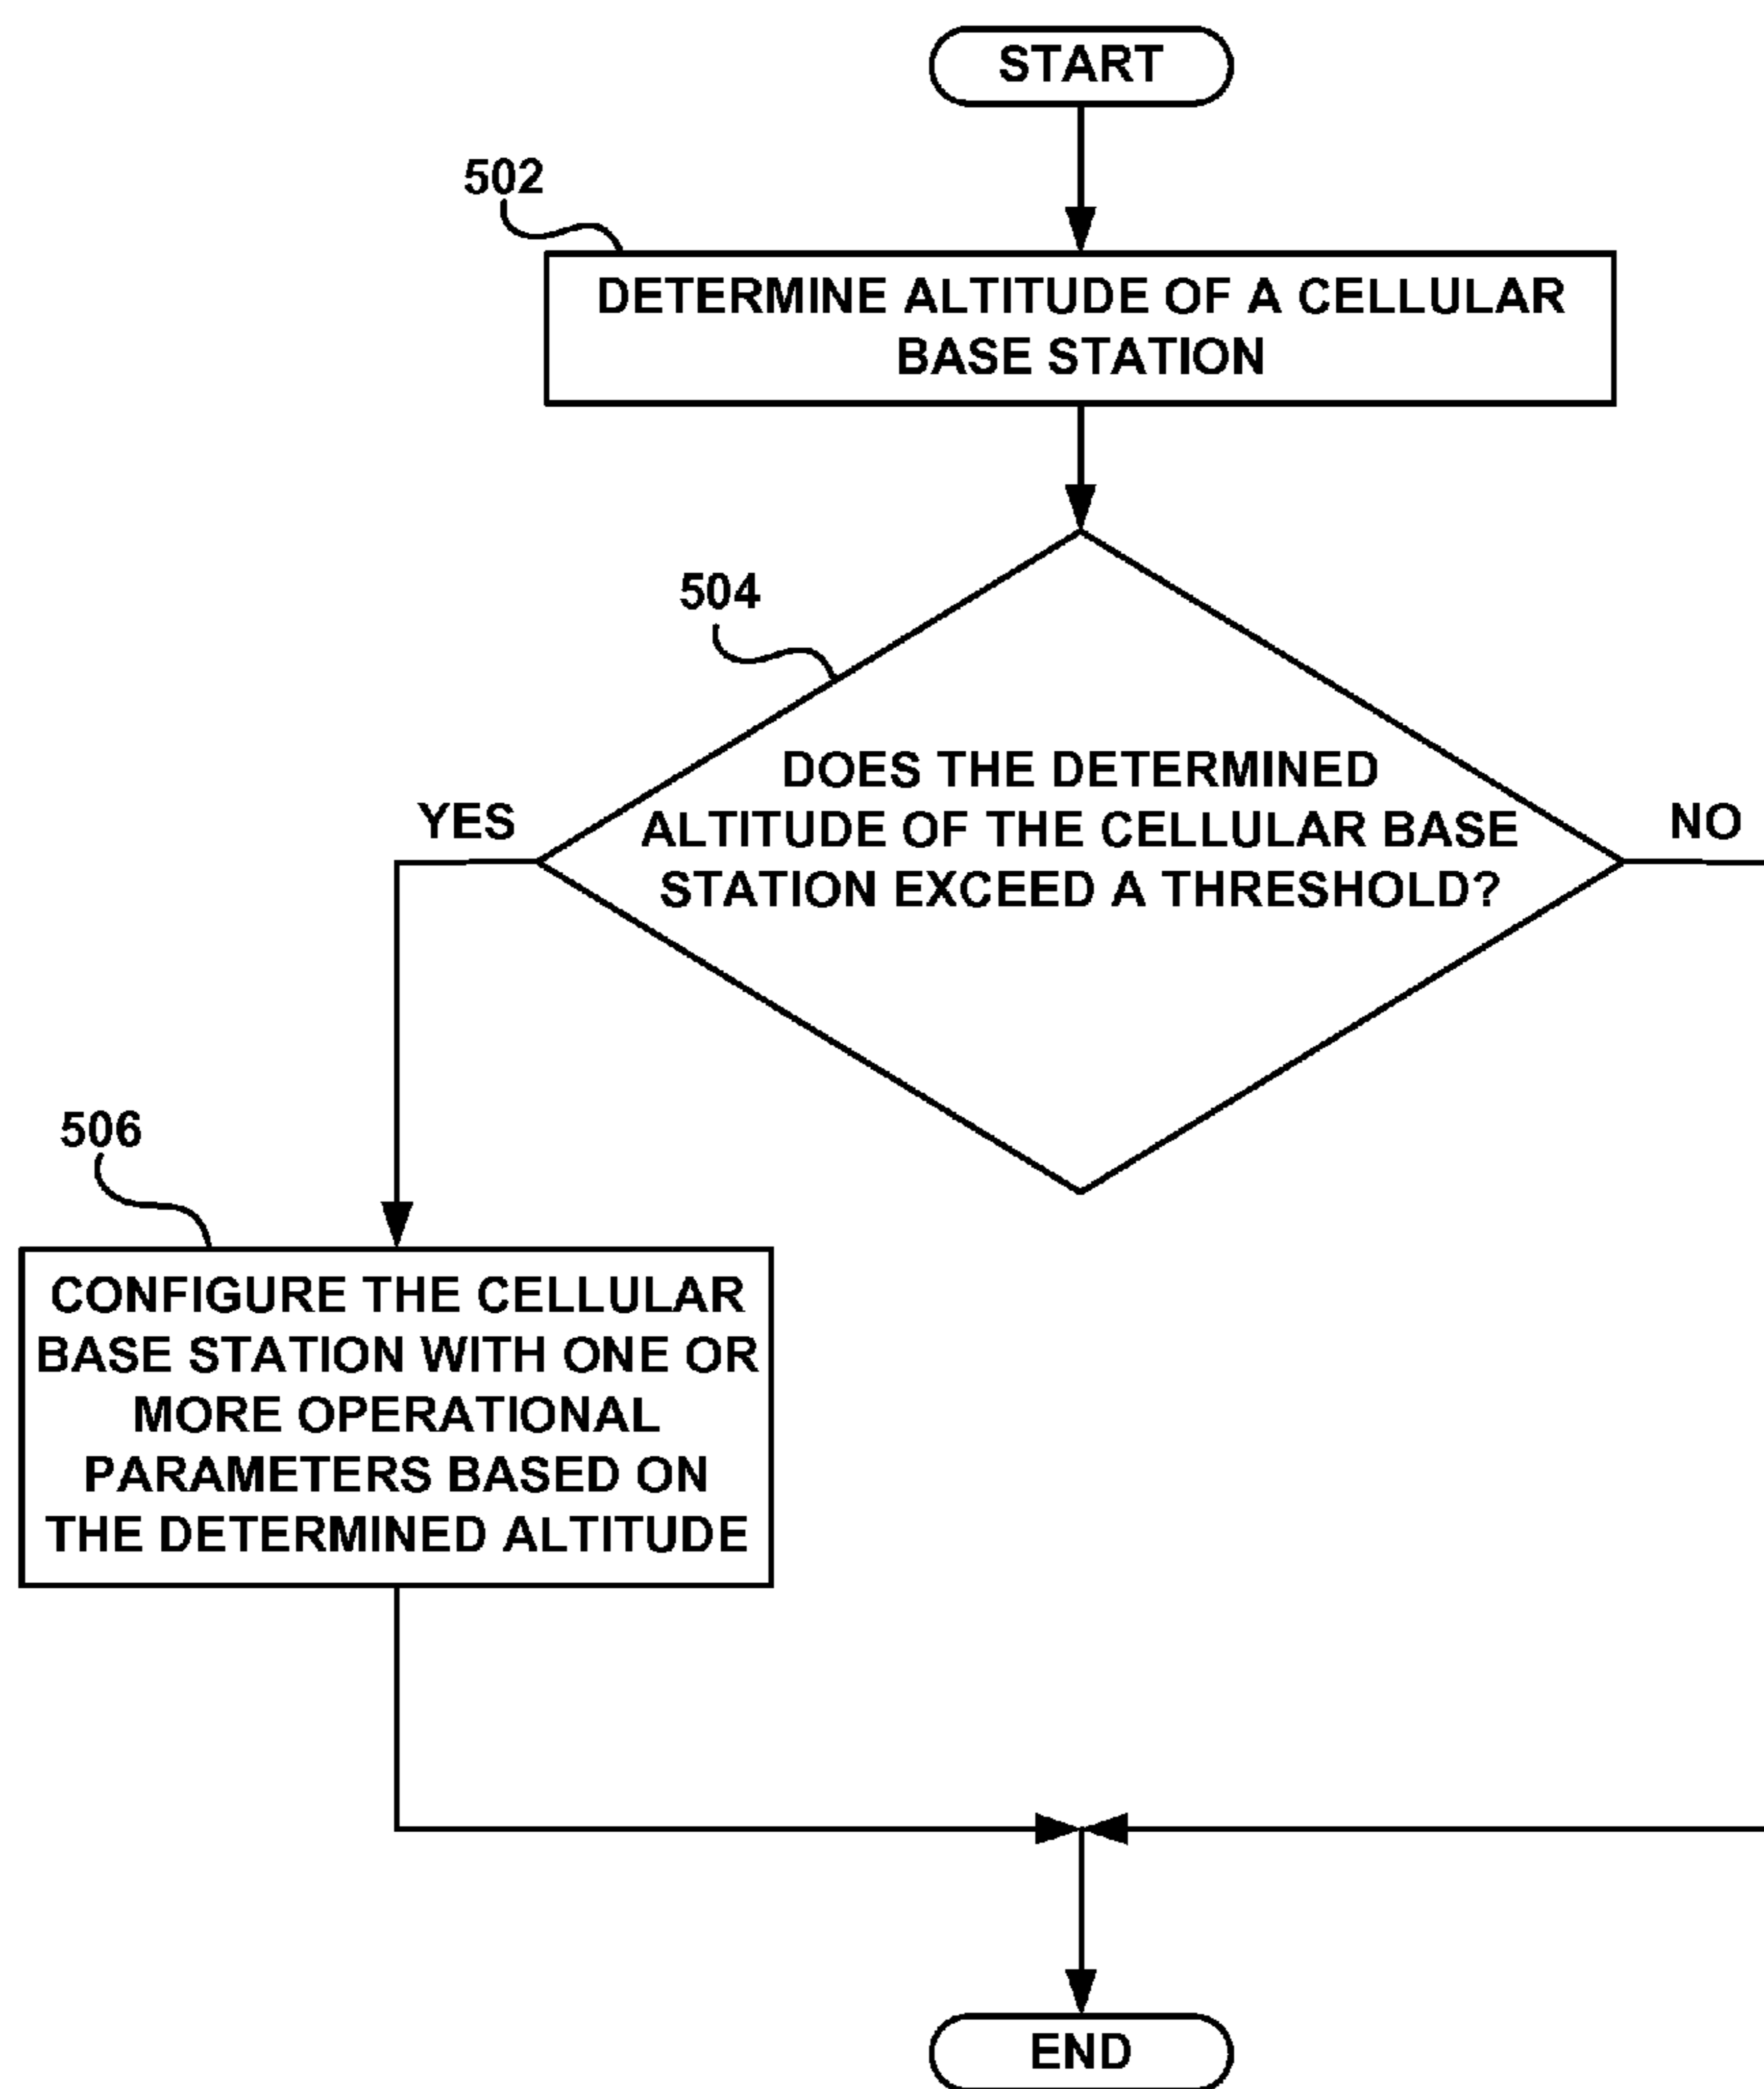 START
502
DETERMINE ALTITUDE OF A CELLULAR
BASE STATION
504
DOES THE DETERMINED
ALTITUDE OF THE CELLULAR BASE
STATION EXCEED A THRESHOLD?
YES
NO
506
CONFIGURE THE CELLULAR
BASE STATION WITH ONE OR
MORE OPERATIONAL
PARAMETERS BASED ON
THE DETERMINED ALTITUDE
END